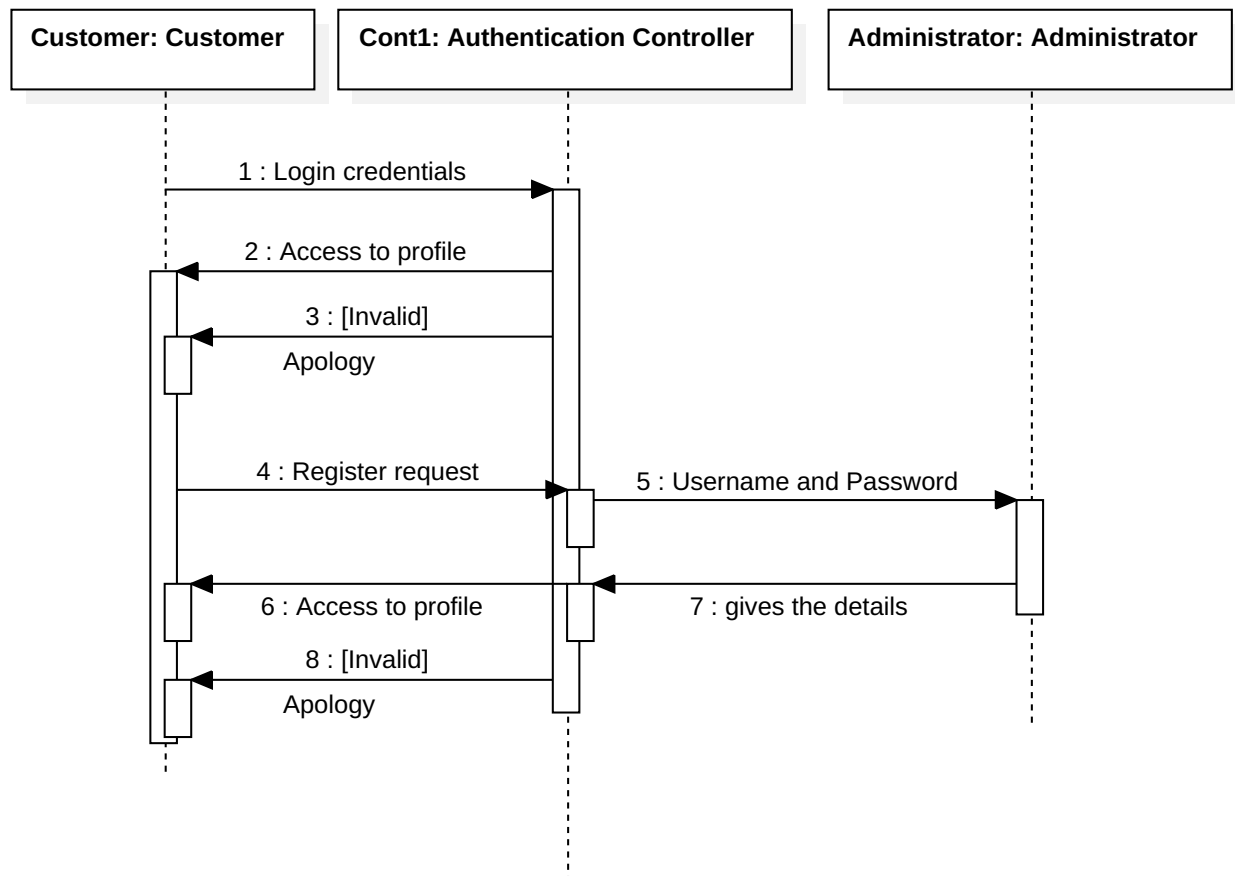 Customer: Customer
Cont1: Authentication Controller
Administrator: Administrator
1 : Login credentials
2 : Access to profile
3 : [Invalid]
Apology
4 : Register request
5 : Username and Password
6 : Access to profile
7 : gives the details
8 : [Invalid]
Apology